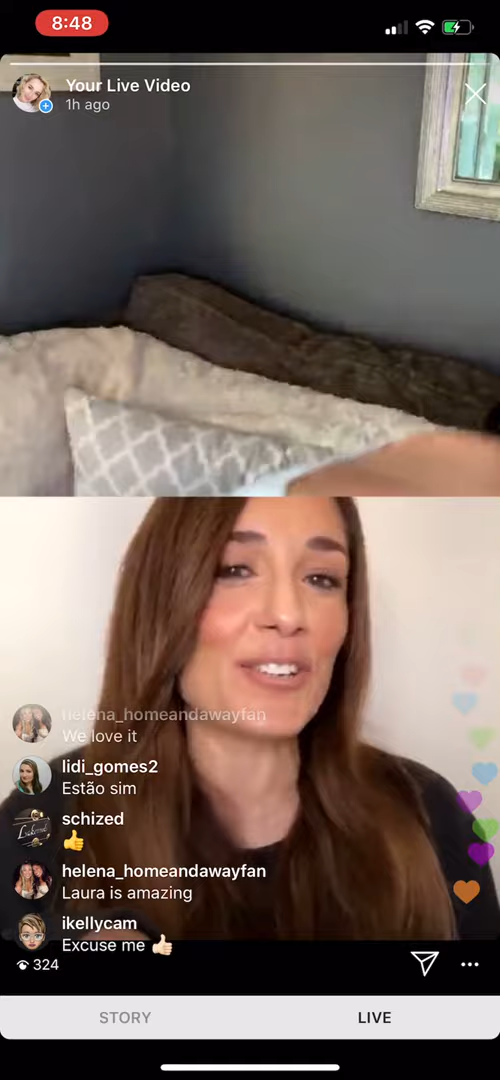 8:48
Your Live Video
1h ago
helena_homeandawayfan
We love it
lidi_gomes2
Estão sim
schized
👍
helena_homeandawayfan
Laura is amazing
ikellycam
Excuse me 👍🏻
324
STORY
LIVE